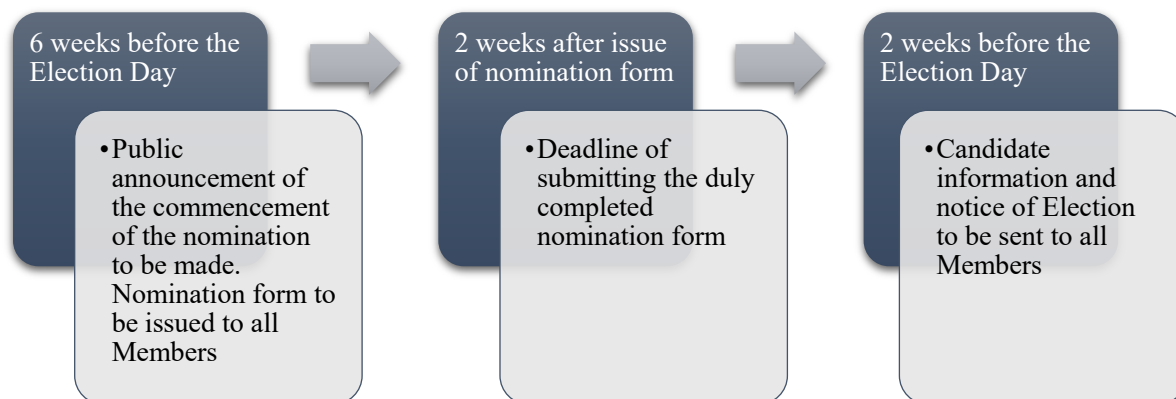 6 weeks before the
Election Day
•Public
announcement of
the commencement
of the nomination
to be made.
Nomination form to
be issued to all
Members
2 weeks after issue
of nomination form
•Deadline of
submitting the duly
completed
nomination form
2 weeks before the
Election Day
•Candidate
information and
notice of Election
to be sent to all
Members